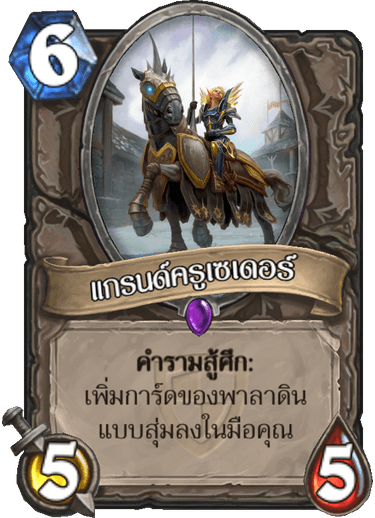 6
แกรนด์ครูเซเดอร์
คำรามสู้ศึก:
เพิ่มการ์ดของพาลาดิน
แบบสุ่มลงในมือคุณ
5
5